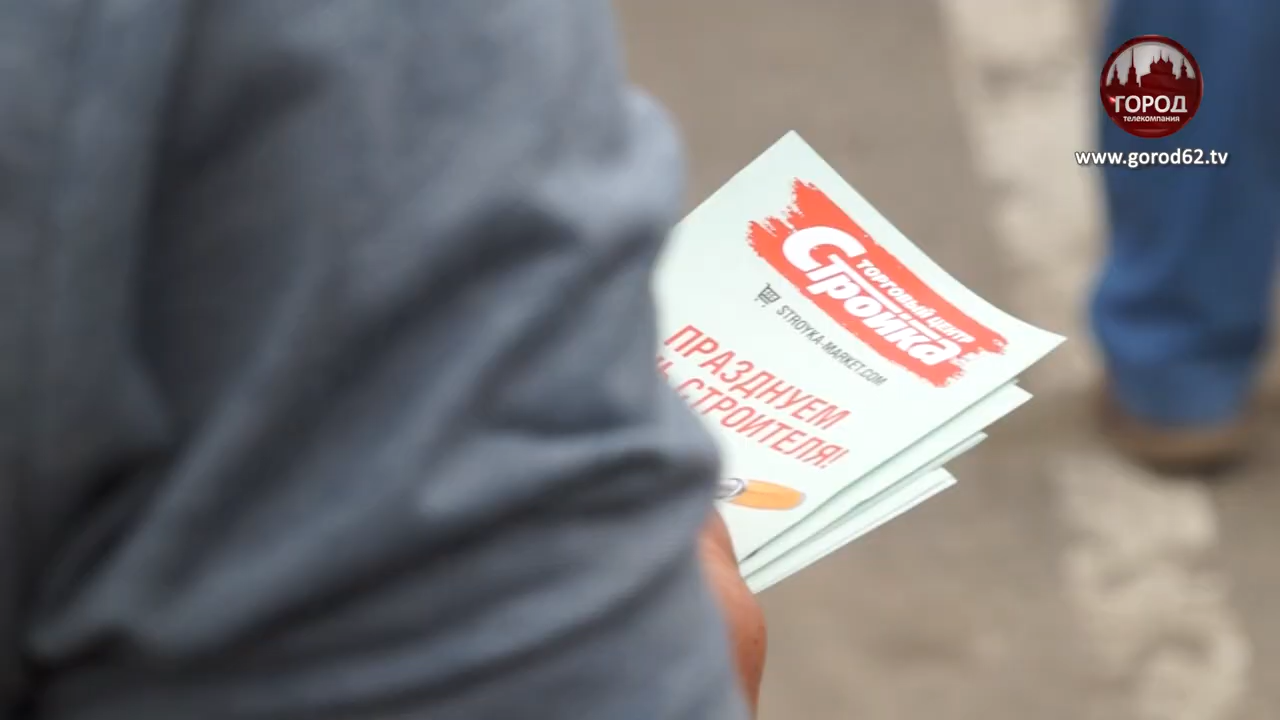 ГОРОД
телекомпания
www.gorod62.tv
ТОРГОВЫЙ ЦЕНТР
Стройка
STROYKA-MARKET.COM
ПРАЗДНУЕМ
СТРОИТЕЛЯ!